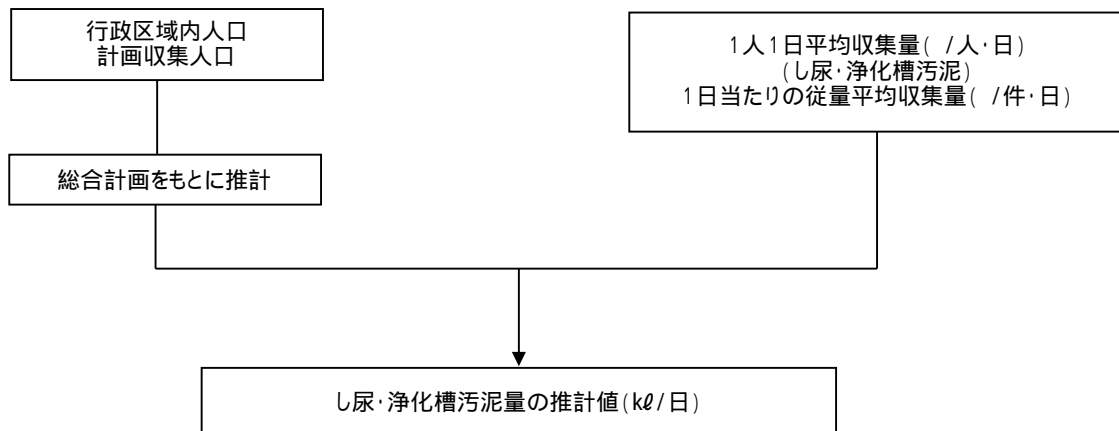 行政区域内人口
計画収集人口
1人1日平均収集量( /人・日)
(し尿・浄化槽汚泥)
1日当たりの従量平均収集量( /件・日)
総合計画をもとに推計
し尿・浄化槽汚泥量の推計値(kℓ/日)